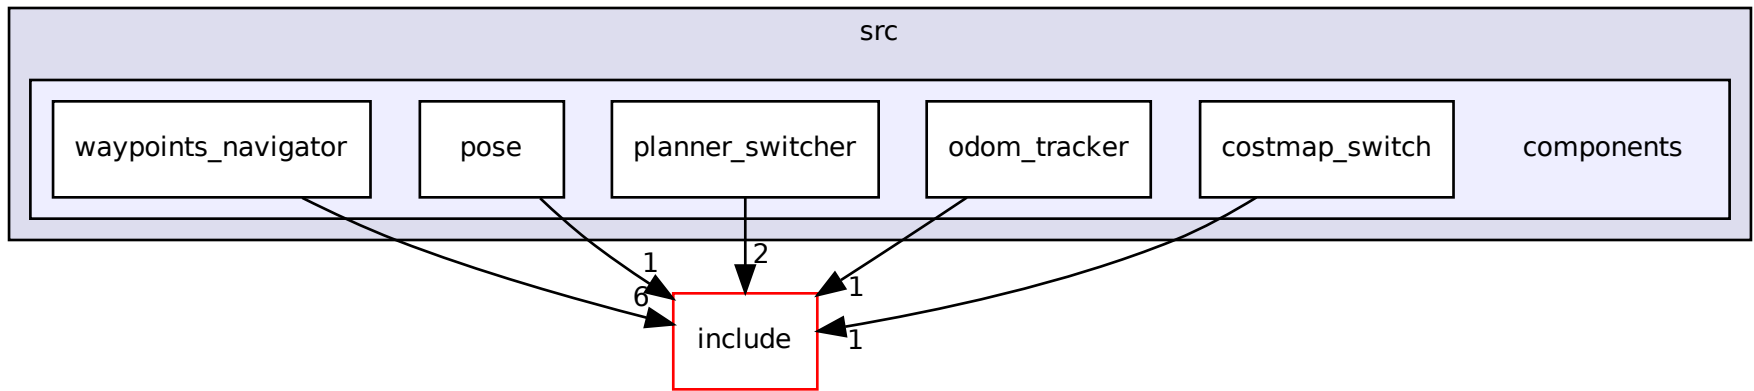 src
waypoints_navigator
pose
planner_switcher
odom_tracker
costmap_switch
components
1
2
6
1
1
include